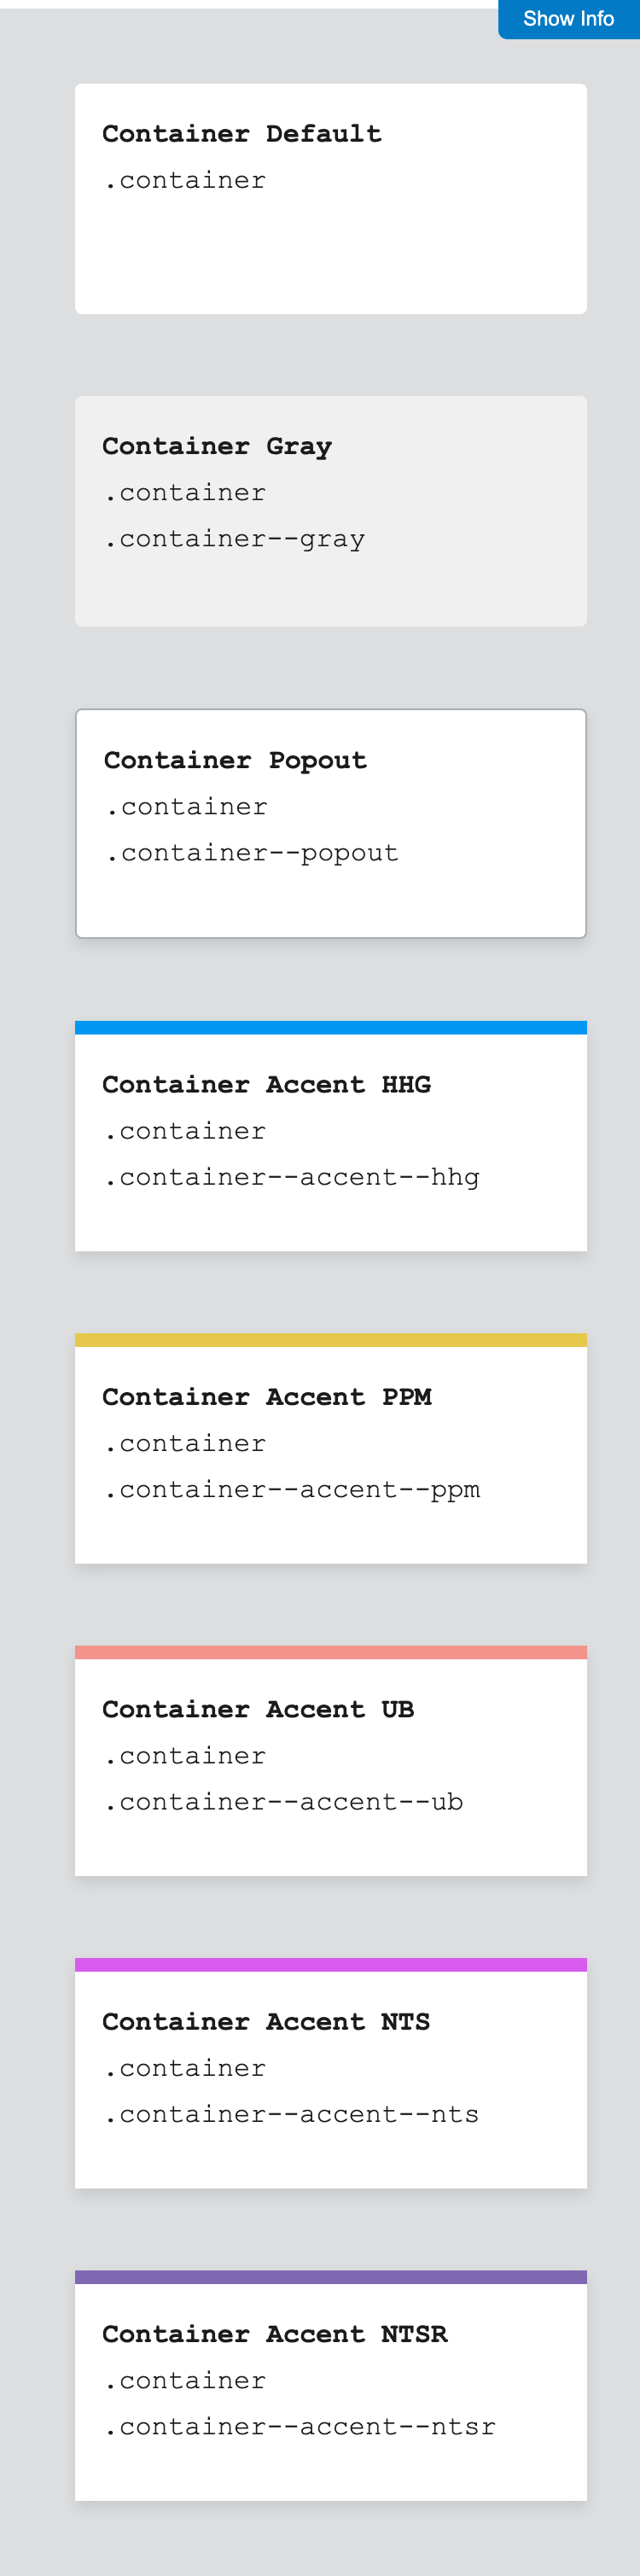 Show Info
Container Default
.container
Container Gray
.container
.container--gray
Container Popout
.container
.container--popout
Container Accent HHG
.container
.container--accent--hhg
Container Accent PPM
.container
.container--accent--ppm
Container Accent UB
.container
.container--accent--ub
Container Accent NTS
.container
.container--accent--nts
Container Accent NTSR
.container
.container--accent--ntsr